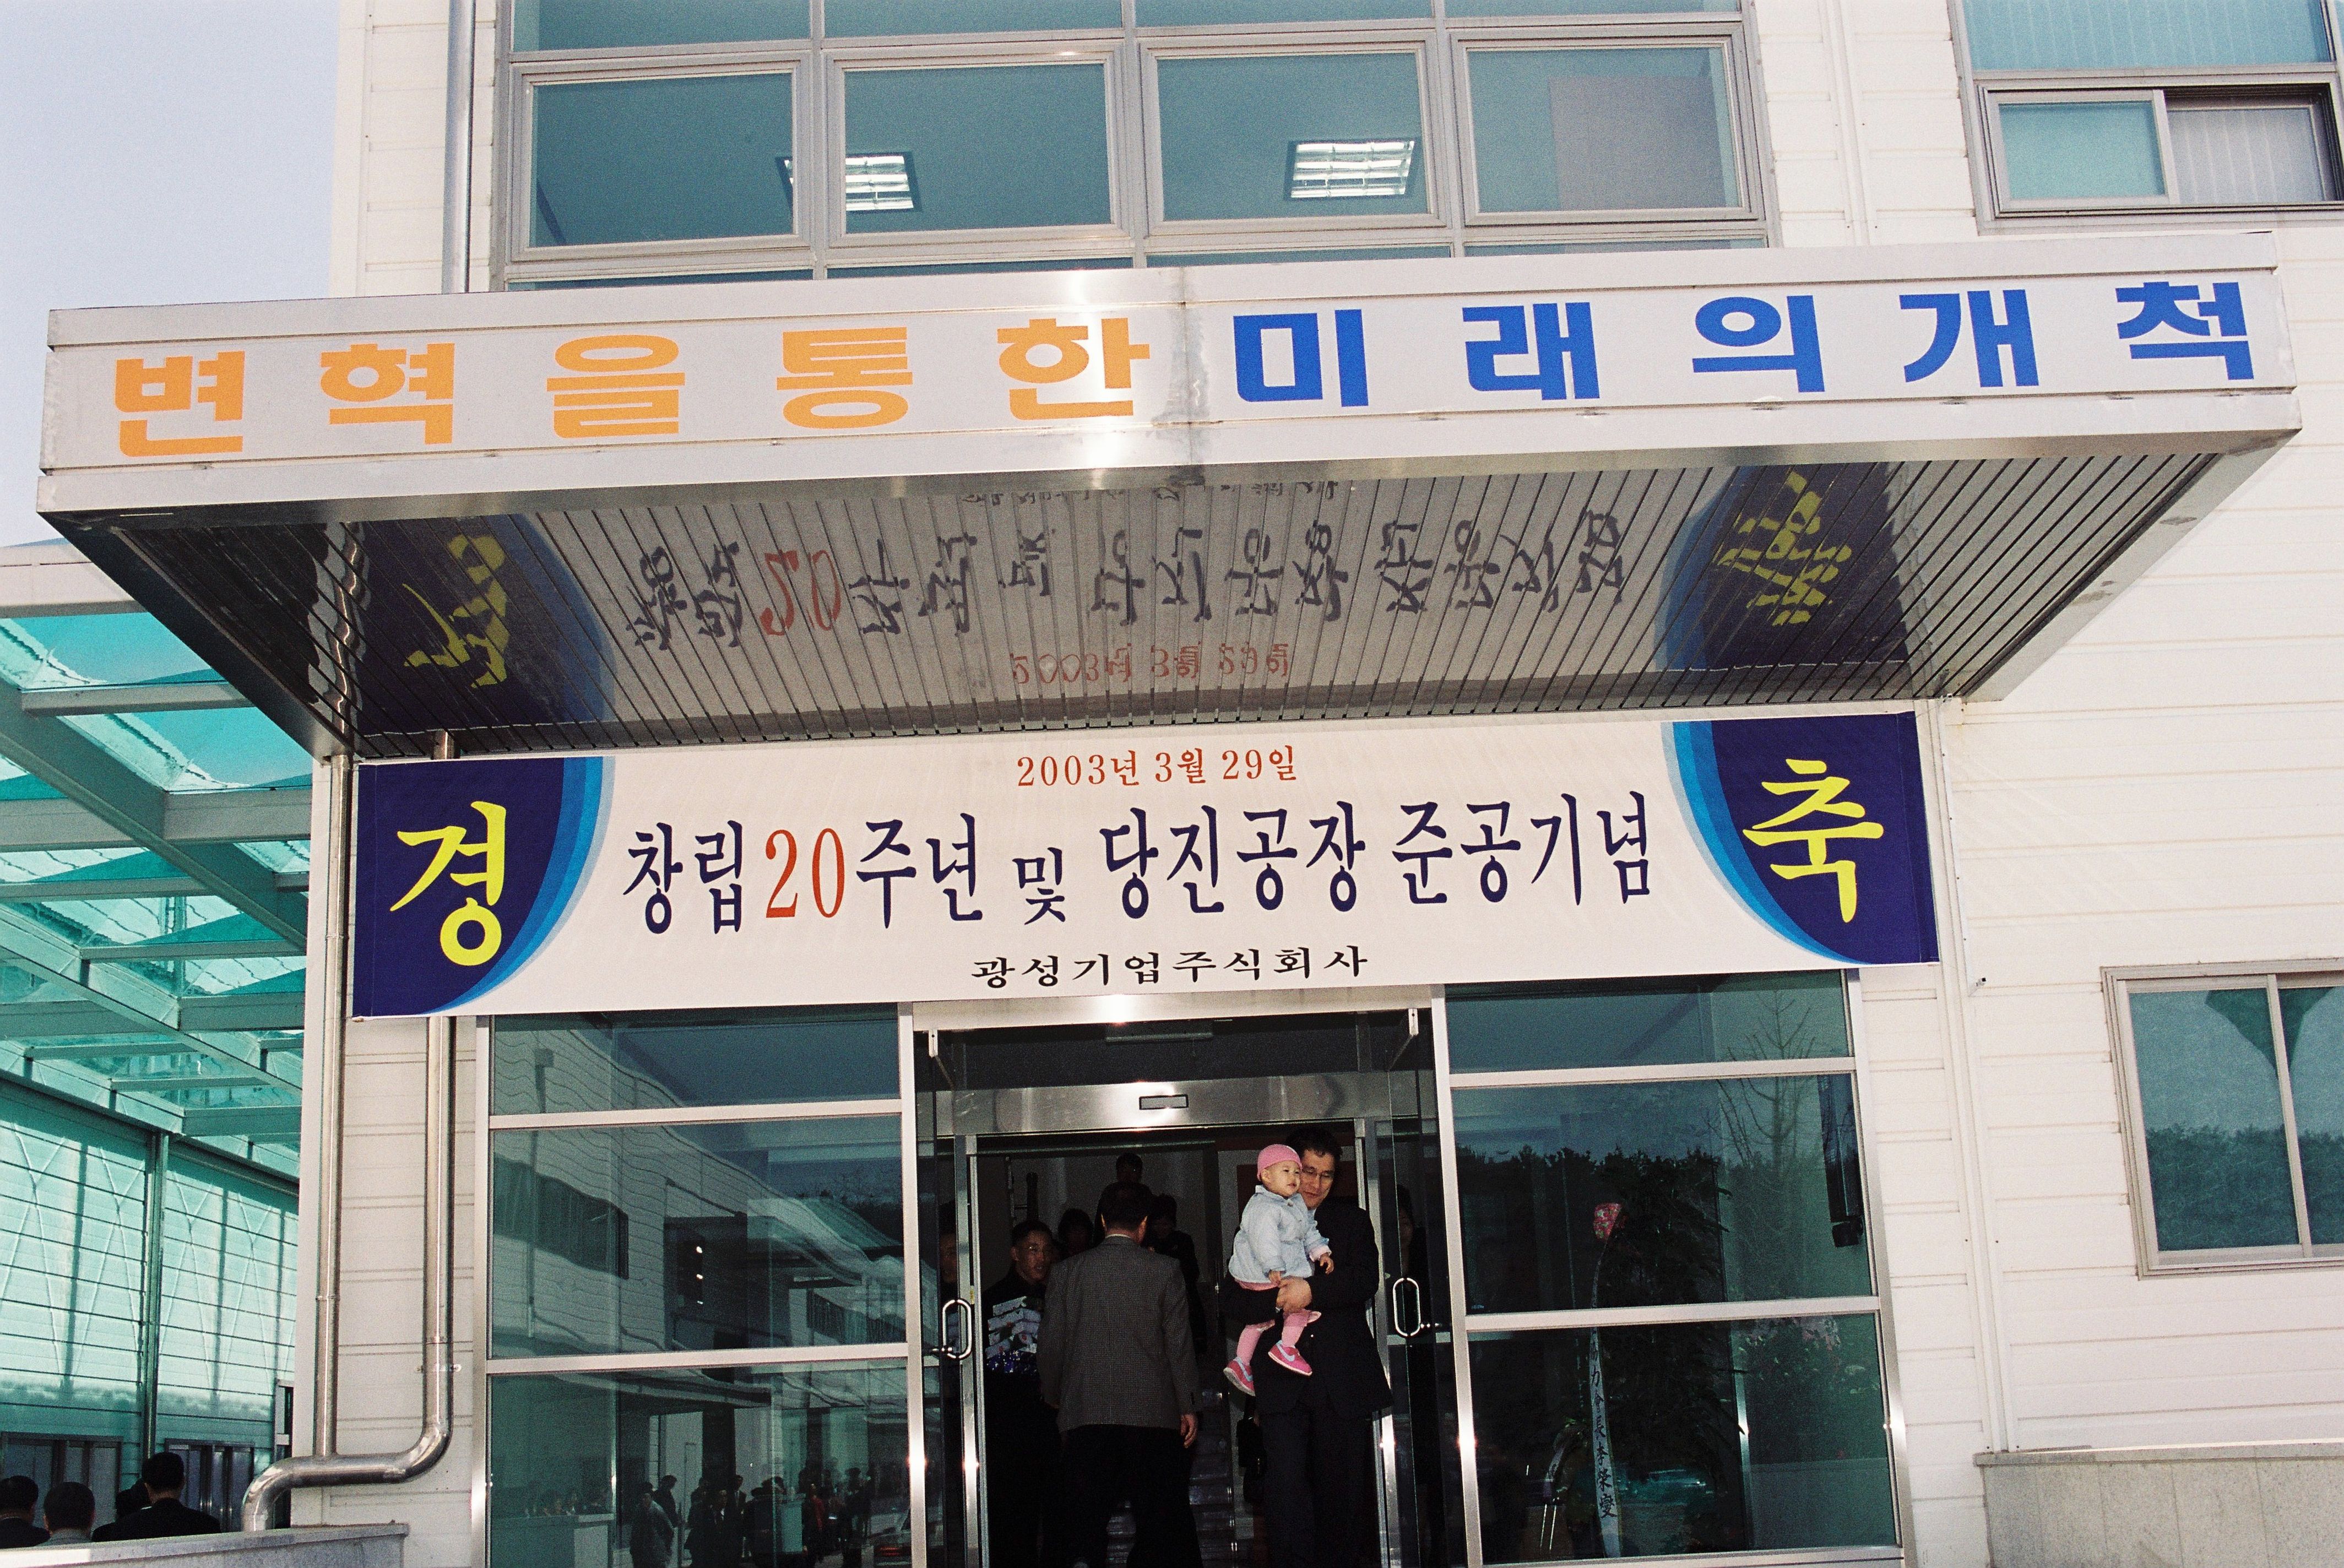 변혁을통한미래의개척
2003년 3월 29일
경 창립20주년 및 당진공장 준공기념 축
광성기업주식회사